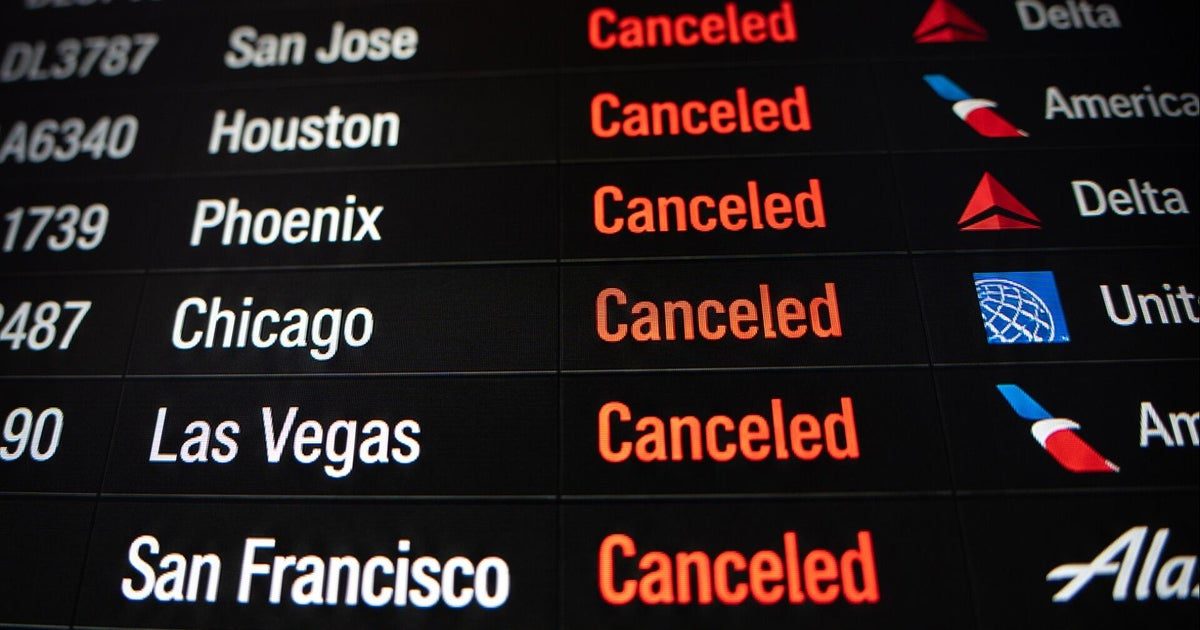 DL3787 San Jose Canceled Delta
A6340 Houston Canceled America
1739 Phoenix Canceled Delta
487 Chicago Canceled Unit
90 Las Vegas Canceled Am
San Francisco Canceled Alas